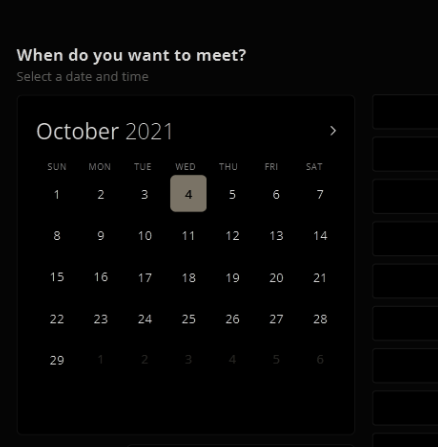 When do you want to meet?
Select a date and time
October 2021 >
SUN MON TUE WED THU FRI SAT
1 2 3 4 5 6 7
8 9 10 11 12 13 14
15 16 17 18 19 20 21
22 23 24 25 26 27 28
29 1 2 3 4 5 6